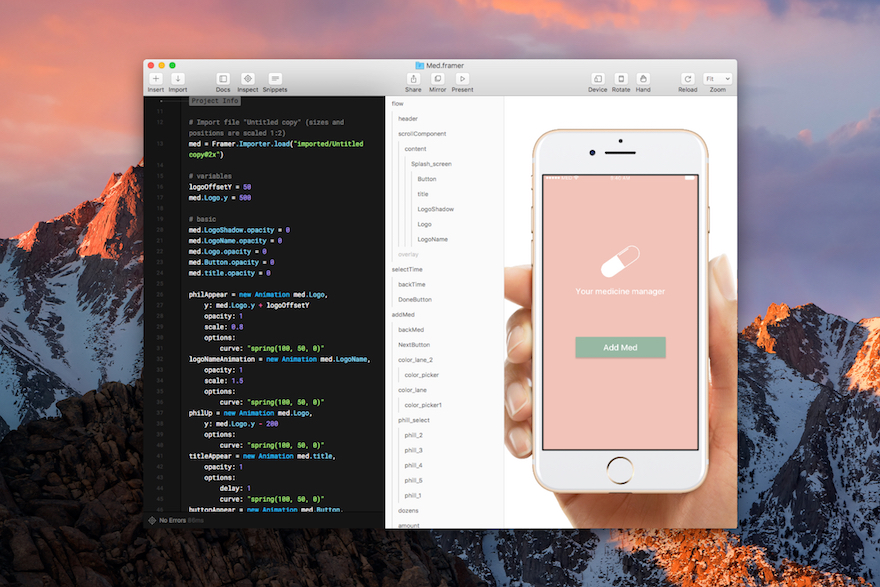 Med.framer
Insert Import Docs Inspect Snippets Share Mirror Present Device Rotate Hand Reload Fit Zoom
Project Info
# Import file "Untitled copy" (sizes and
positions are scaled 1:2)
med = Framer.Importer.load("imported/Untitled
copy@2x")
# variables
logoOffsetY = 50
med.Logo.y = 500
# basic
med.LogoShadow.opacity = 0
med.LogoName.opacity = 0
med.Logo.opacity = 0
med.Button.opacity = 0
med.title.opacity = 0
philAppear = new Animation med.Logo,
y: med.Logo.y + logoOffsetY
opacity: 1
scale: 0.8
options:
curve: "spring(100, 50, 0)"
logoNameAnimation = new Animation med.LogoName,
opacity: 1
scale: 1.5
options:
curve: "spring(100, 50, 0)"
philUp = new Animation med.Logo,
y: med.Logo.y - 200
options:
curve: "spring(100, 50, 0)"
titleAppear = new Animation med.title,
opacity: 1
options:
delay: 1
curve: "spring(100, 50, 0)"
buttonAppear = new Animation med.Button,
No Errors
flow
header
scrollComponent
content
Splash_screen
Button
title
LogoShadow
Logo
LogoName
overlay
selectTime
backTime
DoneButton
addMed
backMed
NextButton
color_lane_2
color_picker
color_lane
color_picker1
phill_select
phill_2
phill_3
phill_4
phill_5
phill_1
dozens
amount
Your medicine manager
Add Med